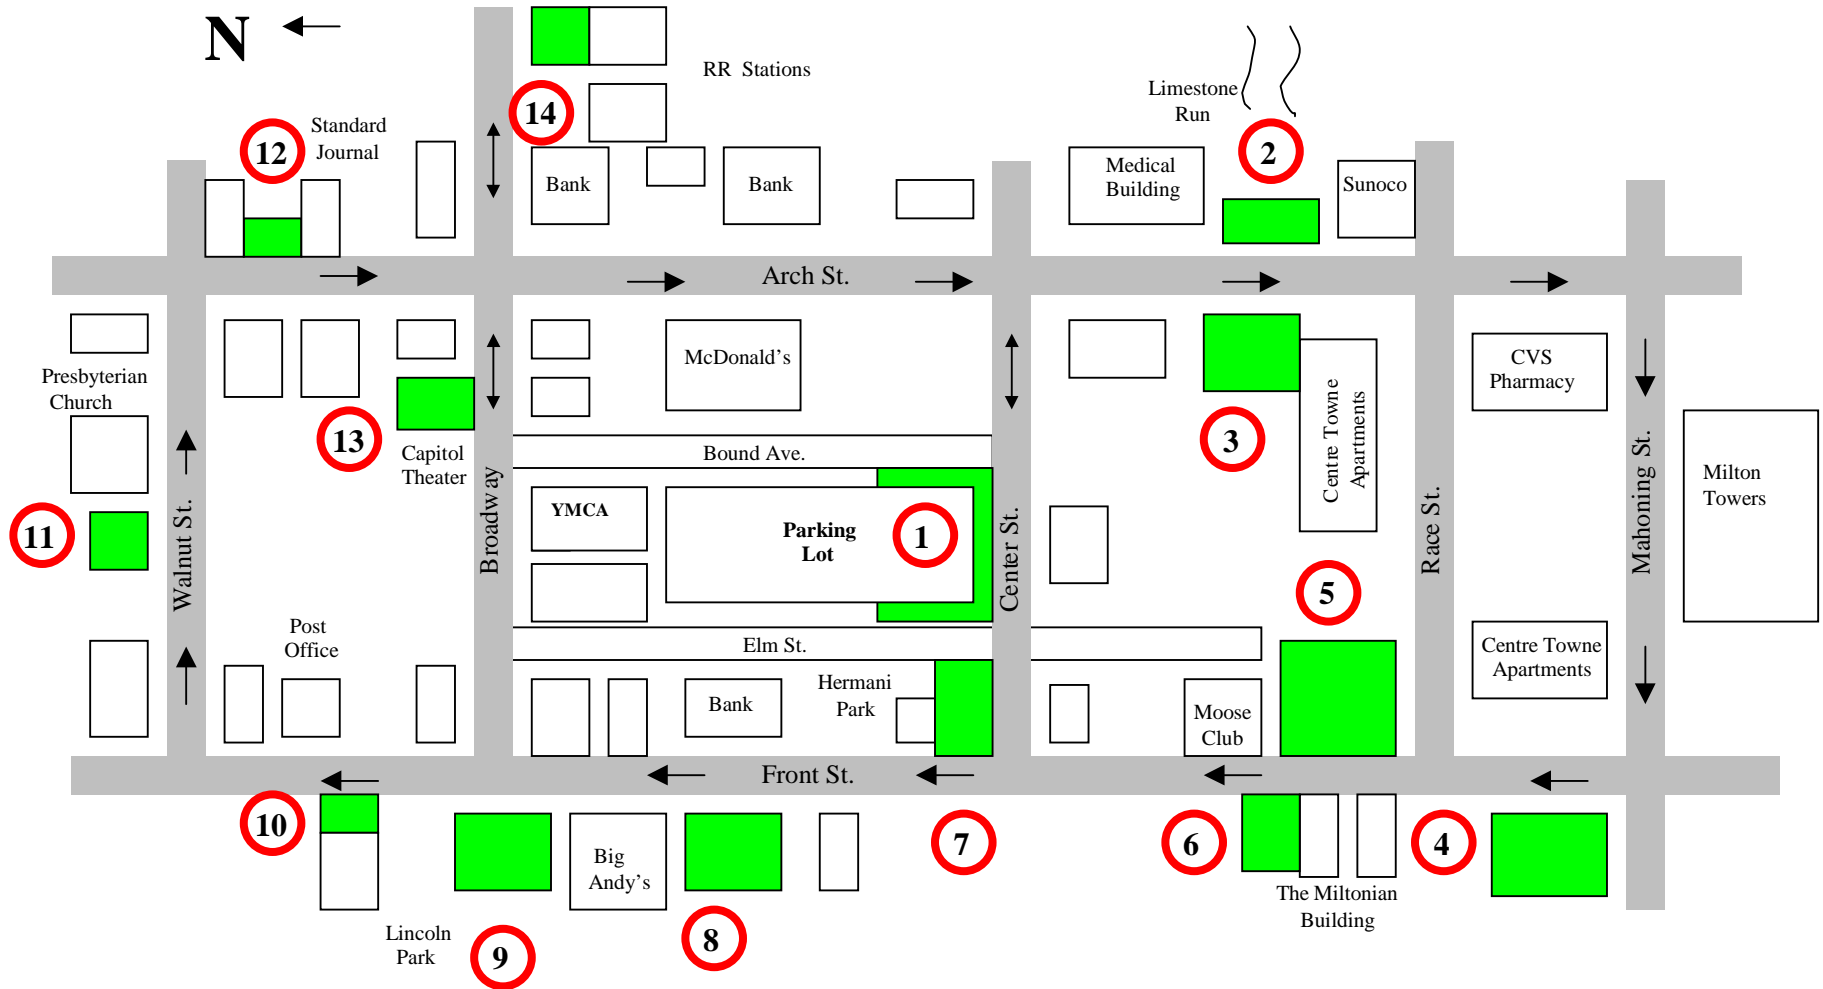 N
RR Stations
14
Limestone
Run
Standard
Journal
12
2
Medical
Building
Bank
Bank
Sunoco
Arch St.
McDonald's
CVS
Pharmacy
Presbyterian
Church
13
Capitol
Theater
Bound Ave.
3
Centre Towne
Apartments
Milton
Towers
YMCA
Parking
Lot
1
11
Walnut St.
Broadway
Center St.
Race St.
Mahoning St.
5
Post
Office
Elm St.
Centre Towne
Apartments
Hermani
Park
Bank
Moose
Club
Front St.
10
7
6
4
Big
Andy's
The Miltonian
Building
Lincoln
Park
9
8